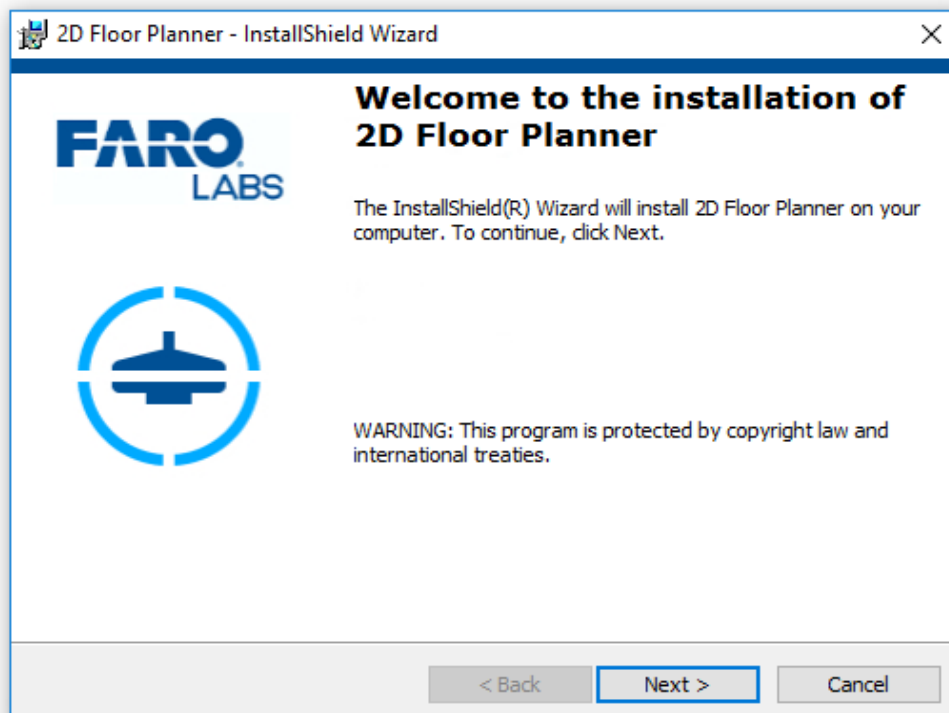 2D Floor Planner - InstallShield Wizard
FARO
LABS
Welcome to the installation of
2D Floor Planner
The InstallShield(R) Wizard will install 2D Floor Planner on your
computer. To continue, click Next.
WARNING: This program is protected by copyright law and
international treaties.
< Back
Next >
Cancel